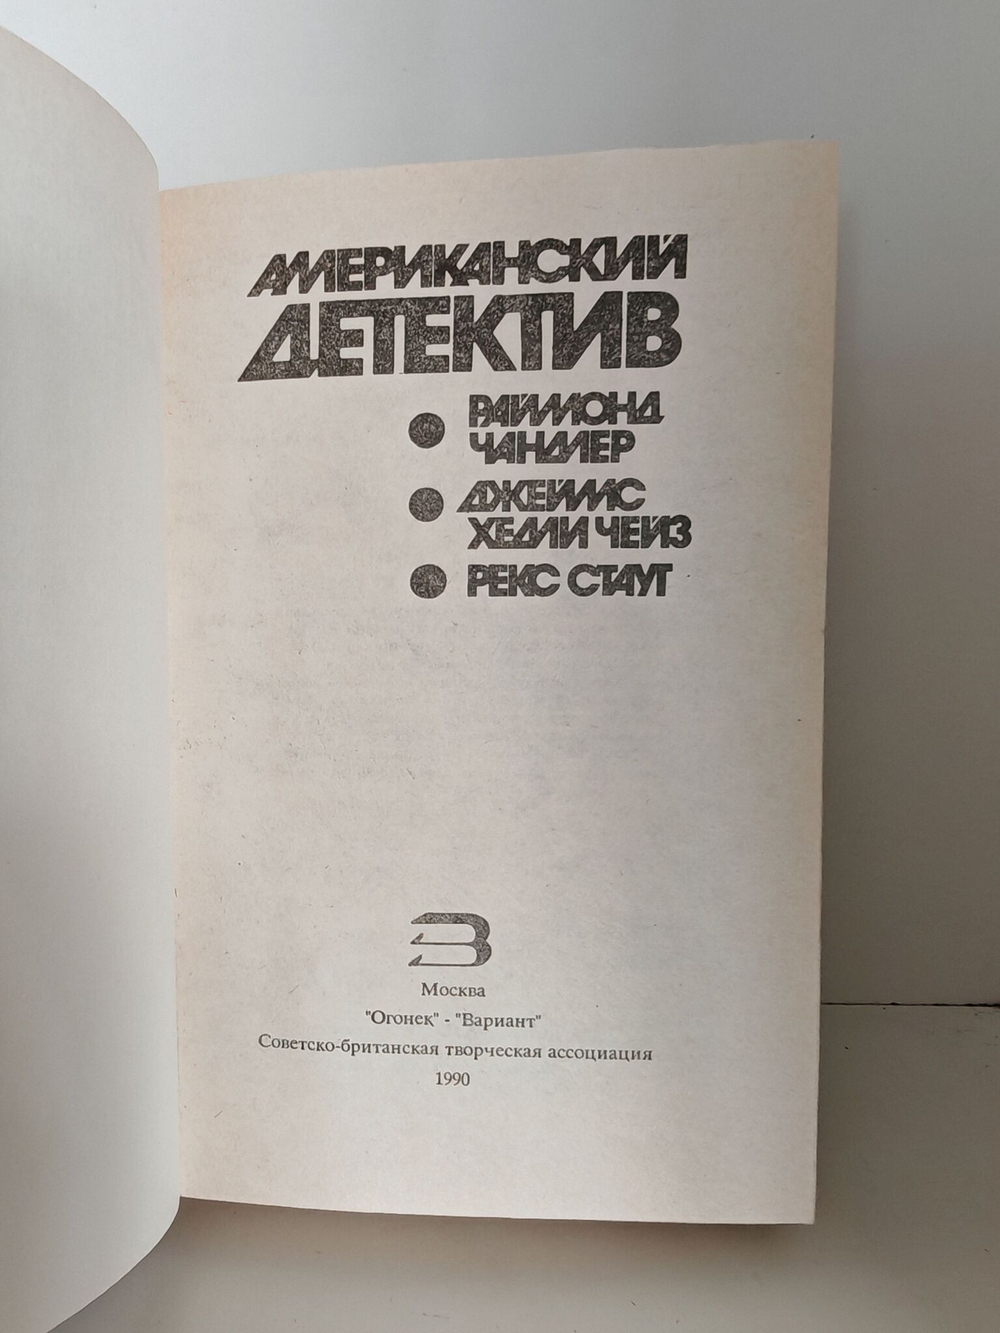 АМЕРИКАНСКИЙ
ДЕТЕКТИВ
РАЙМОНД
ЧАНДЛЕР
ДЖЕЙМС
ХЕДЛИ ЧЕЙЗ
РЕКС СТАУТ
Москва
"Огонек" - "Вариант"
Советско-британская творческая ассоциация
1990